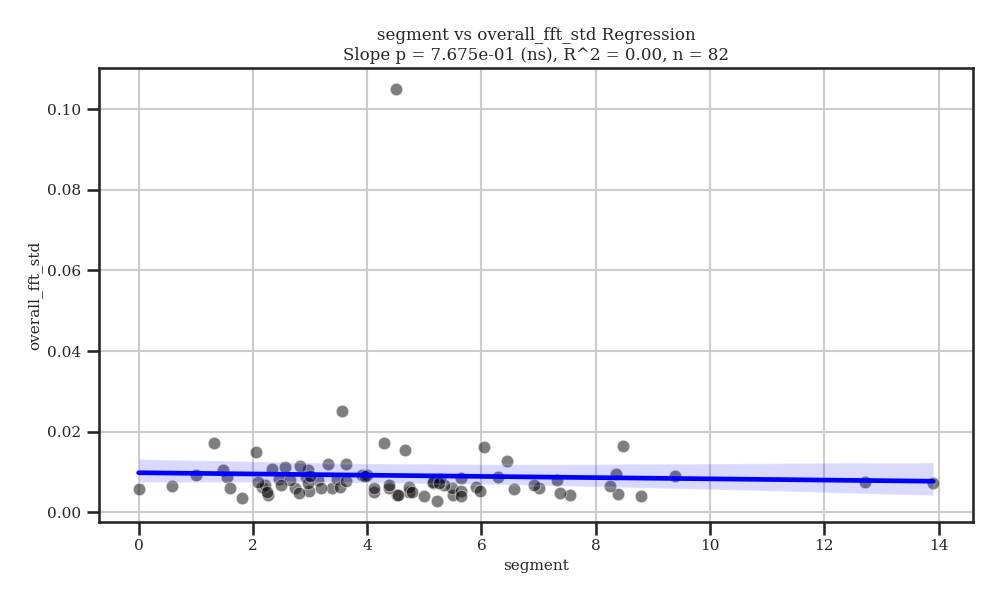 segment vs overall_fft_std Regression
Slope p = 7.675e-01 (ns), R^2 = 0.00, n = 82
overall_fft_std
0.10
0.08
0.06
0.04
0.02
0.00
0 2 4 6 8 10 12 14
segment